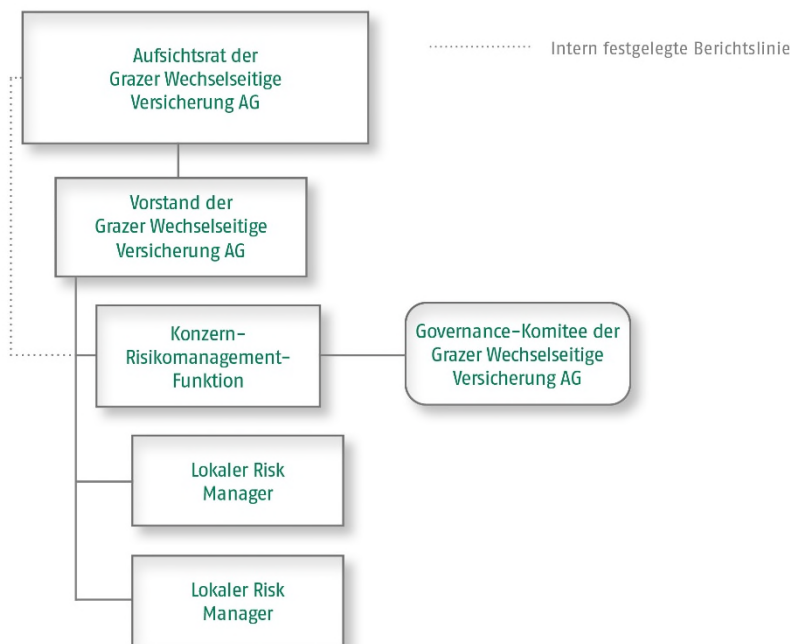 Aufsichtsrat der
Grazer Wechselseitige
Versicherung AG
Intern festgelegte Berichtslinie
Vorstand der
Grazer Wechselseitige
Versicherung AG
Konzern-
Risikomanagement-
Funktion
Governance-Komitee der
Grazer Wechselseitige
Versicherung AG
Lokaler Risk
Manager
Lokaler Risk
Manager